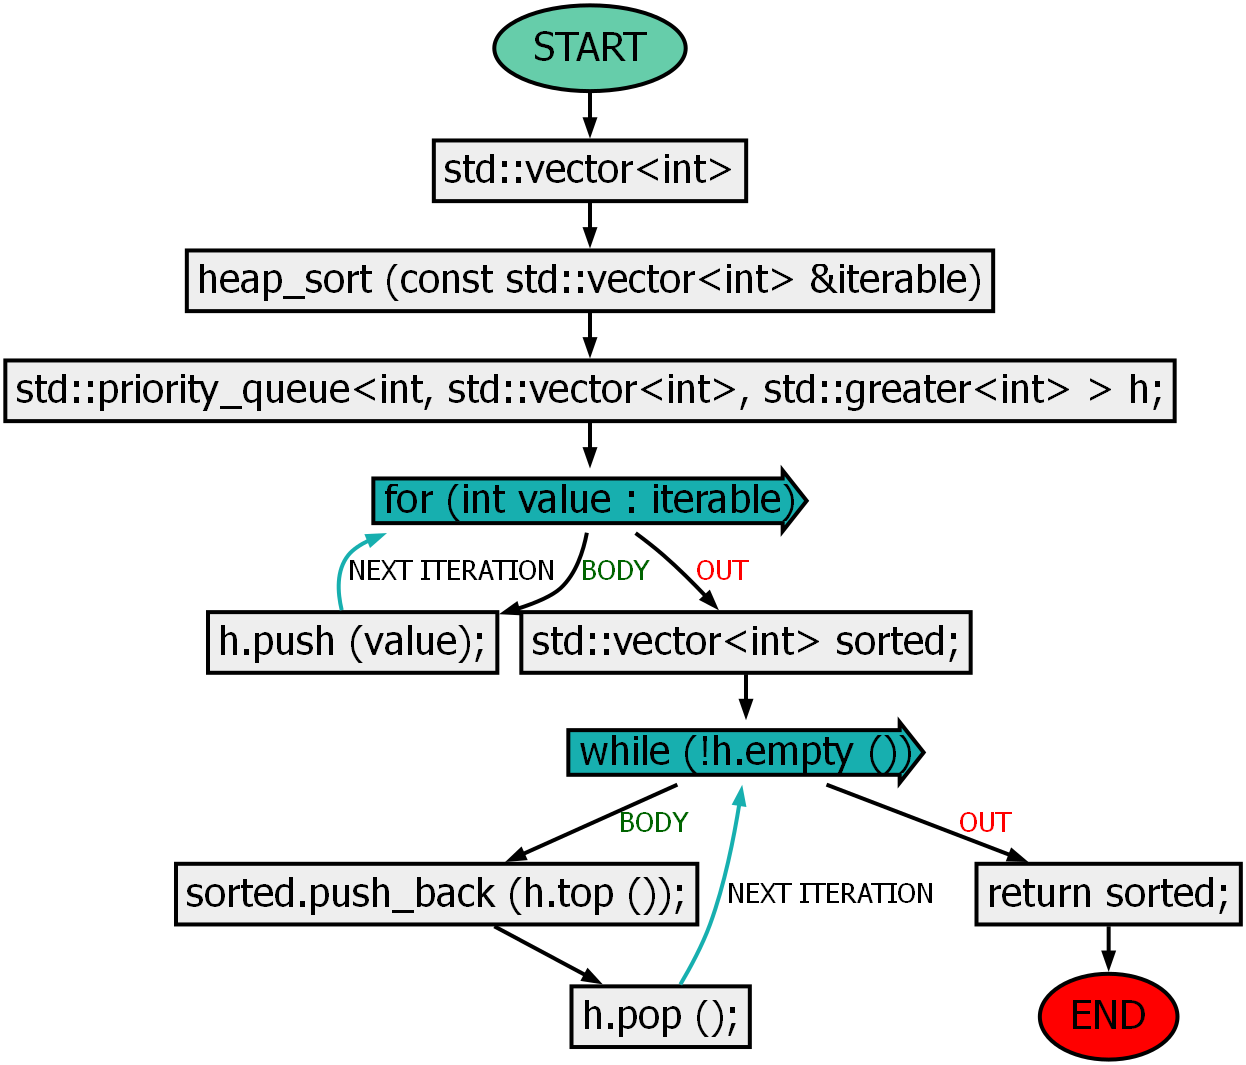 START
std::vector<int>
heap_sort (const std::vector<int> &iterable)
std::priority_queue<int, std::vector<int>, std::greater<int> > h;
for (int value : iterable)
NEXT ITERATION
BODY
OUT
h.push (value);
std::vector<int> sorted;
while (!h.empty ())
BODY
OUT
sorted.push_back (h.top ());
NEXT ITERATION
return sorted;
h.pop ();
END